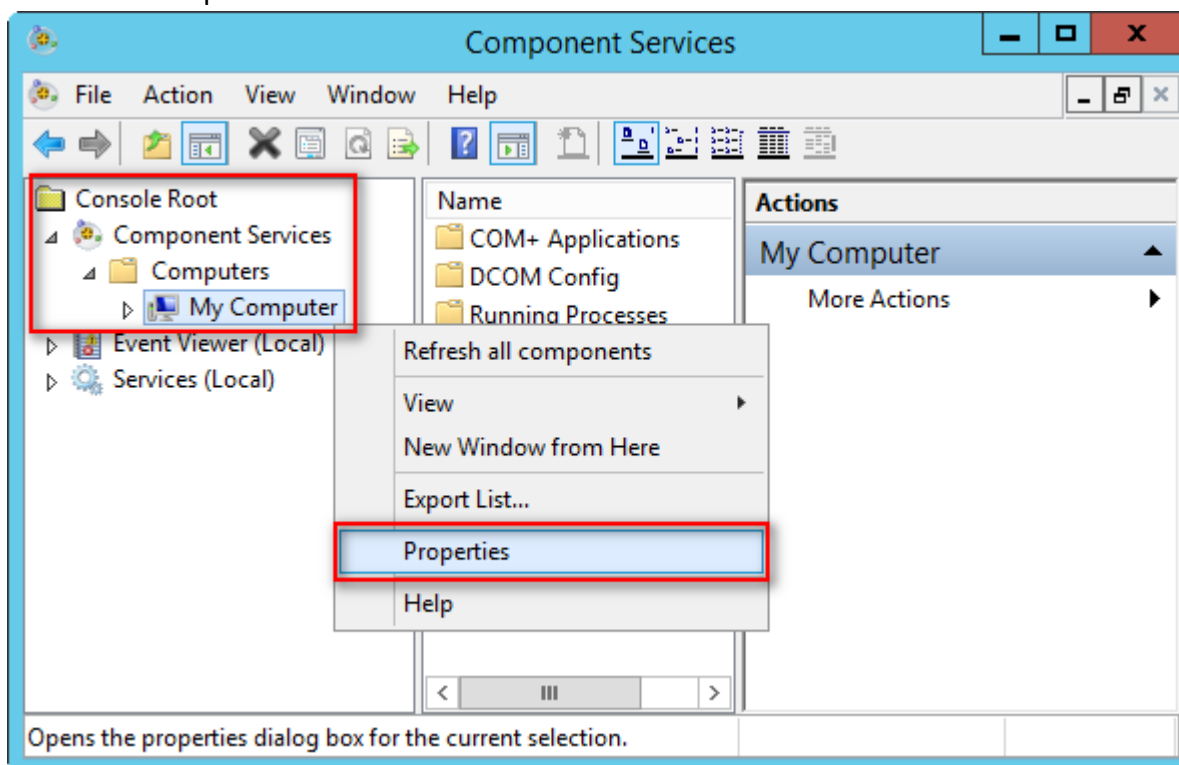 Component Services
File Action View Window Help
Console Root
Component Services
Computers
My Computer
Event Viewer (Local)
Services (Local)
Name
COM+ Applications
DCOM Config
Running Processes
Actions
My Computer
More Actions
Refresh all components
View
New Window from Here
Export List...
Properties
Help
Opens the properties dialog box for the current selection.